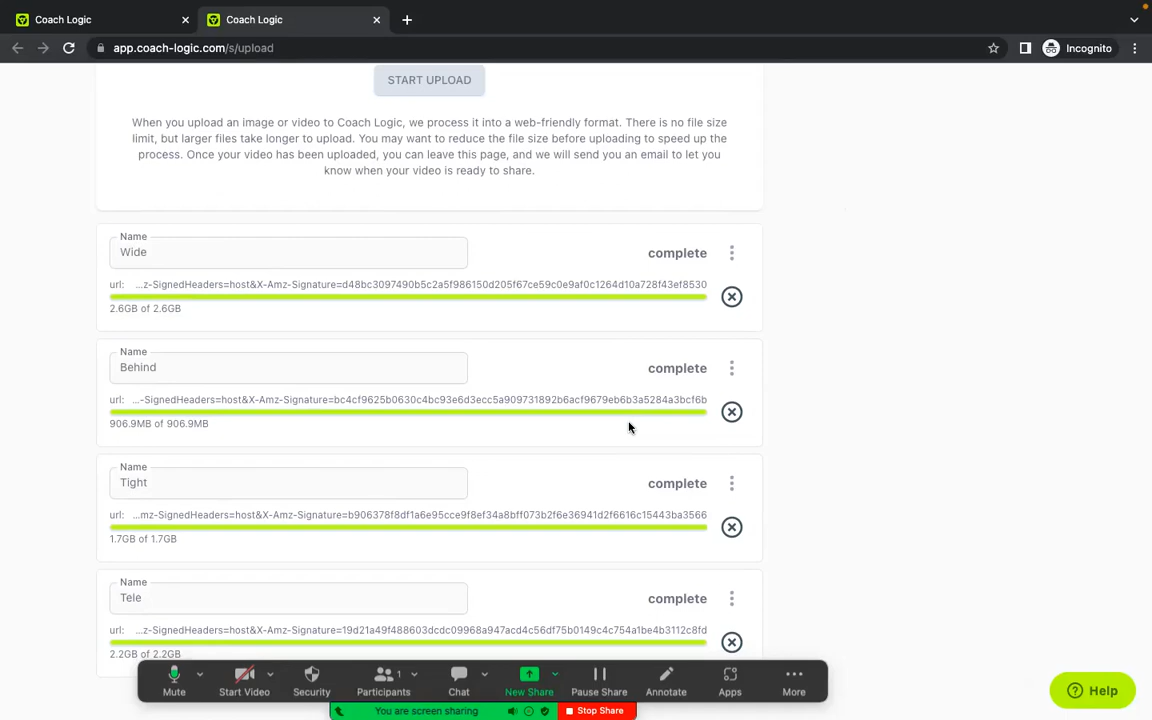 Coach Logic
Coach Logic
app.coach-logic.com/s/upload
Incognito
START UPLOAD
When you upload an image or video to Coach Logic, we process it into a web-friendly format. There is no file size
limit, but larger files take longer to upload. You may want to reduce the file size before uploading to speed up the
process. Once your video has been uploaded, you can leave this page, and we will send you an email to let you
know when your video is ready to share.
Name
Wide
complete
url: ...z-SignedHeaders=host&X-Amz-Signature=d48bc3097490b5c2a5f986150d205f67ce59c0e9af0c1264d10a728f43ef8530
2.6GB of 2.6GB
Name
Behind
complete
url: ...-SignedHeaders=host&X-Amz-Signature=bc4cf9625b0630c4bc93e6d3ecc5a909731892b6acf9679eb6b3a5284a3bcf6b
906.9MB of 906.9MB
Name
Tight
complete
url: ...mz-SignedHeaders=host&X-Amz-Signature=b906378f8df1a6e95cce9f8ef34a8bff073b2f6e36941d2f6616c15443ba3566
1.7GB of 1.7GB
Name
Tele
complete
url: ...z-SignedHeaders=host&X-Amz-Signature=19d21a49f488603dcdc09968a947acd4c56df75b0149c4c754a1be4b3112c8fd
2.2GB of 2.2GB
1
Mute
Start Video
Security
Participants
Chat
New Share
Pause Share
Annotate
Apps
More
You are screen sharing
Stop Share
Help